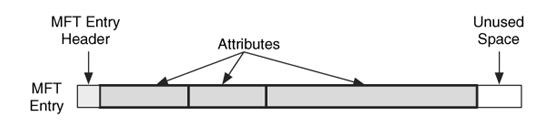 MFT Entry
Header
Attributes
Unused
Space
MFT
Entry